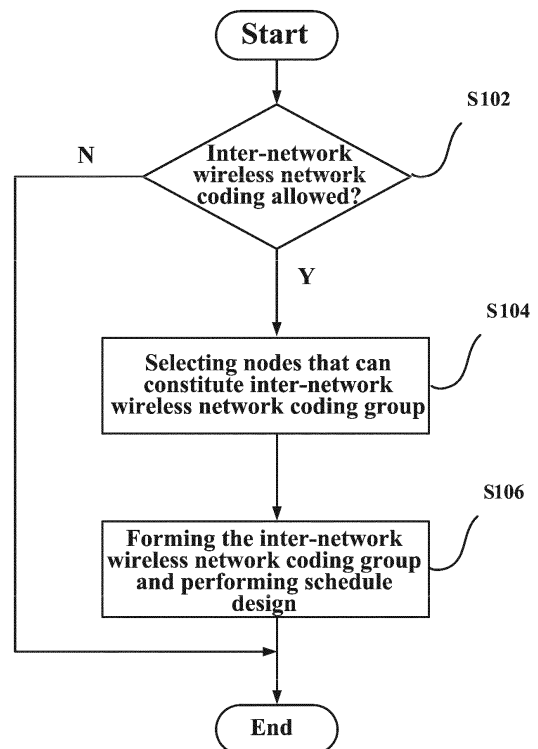 Start
S102
N
Inter-network
wireless network
coding allowed?
Y
S104
Selecting nodes that can
constitute inter-network
wireless network coding group
S106
Forming the inter-network
wireless network coding group
and performing schedule
design
End